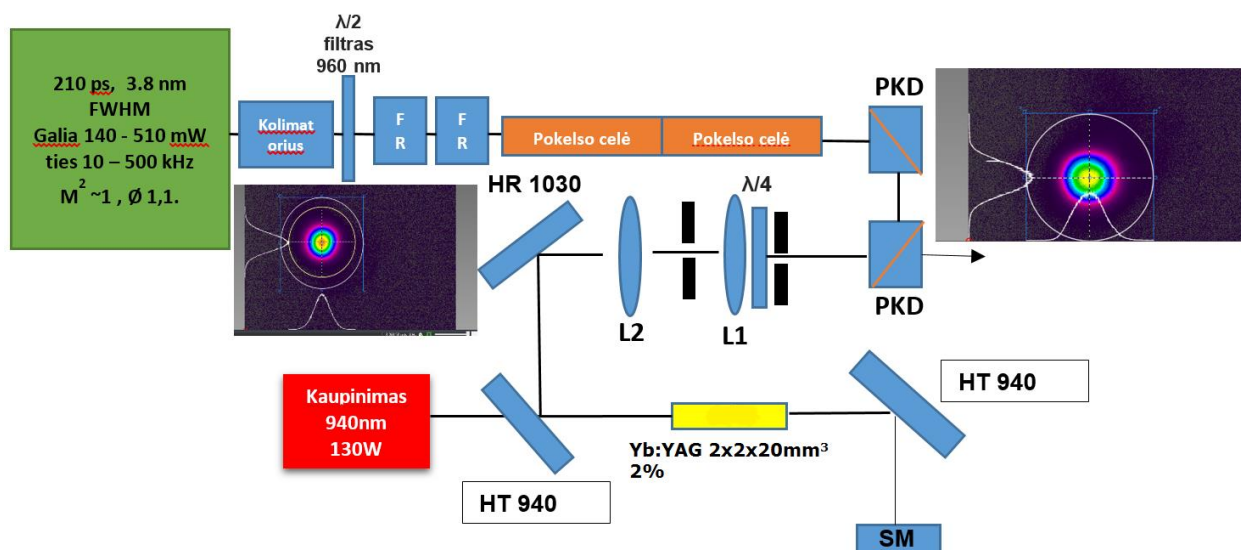 210 ps, 3.8 nm
FWHM
Galia 140 - 510 mW
ties 10 – 500 kHz
M² ~1 , Ø 1,1.
Kolimat
orius
λ/2
filtras
960 nm
F
R
F
R
Pokelso celė
Pokelso celė
PKD
HR 1030
L2
L1
λ/4
PKD
Kaupinimas
940nm
130W
HT 940
Yb:YAG 2x2x20mm³
2%
HT 940
SM